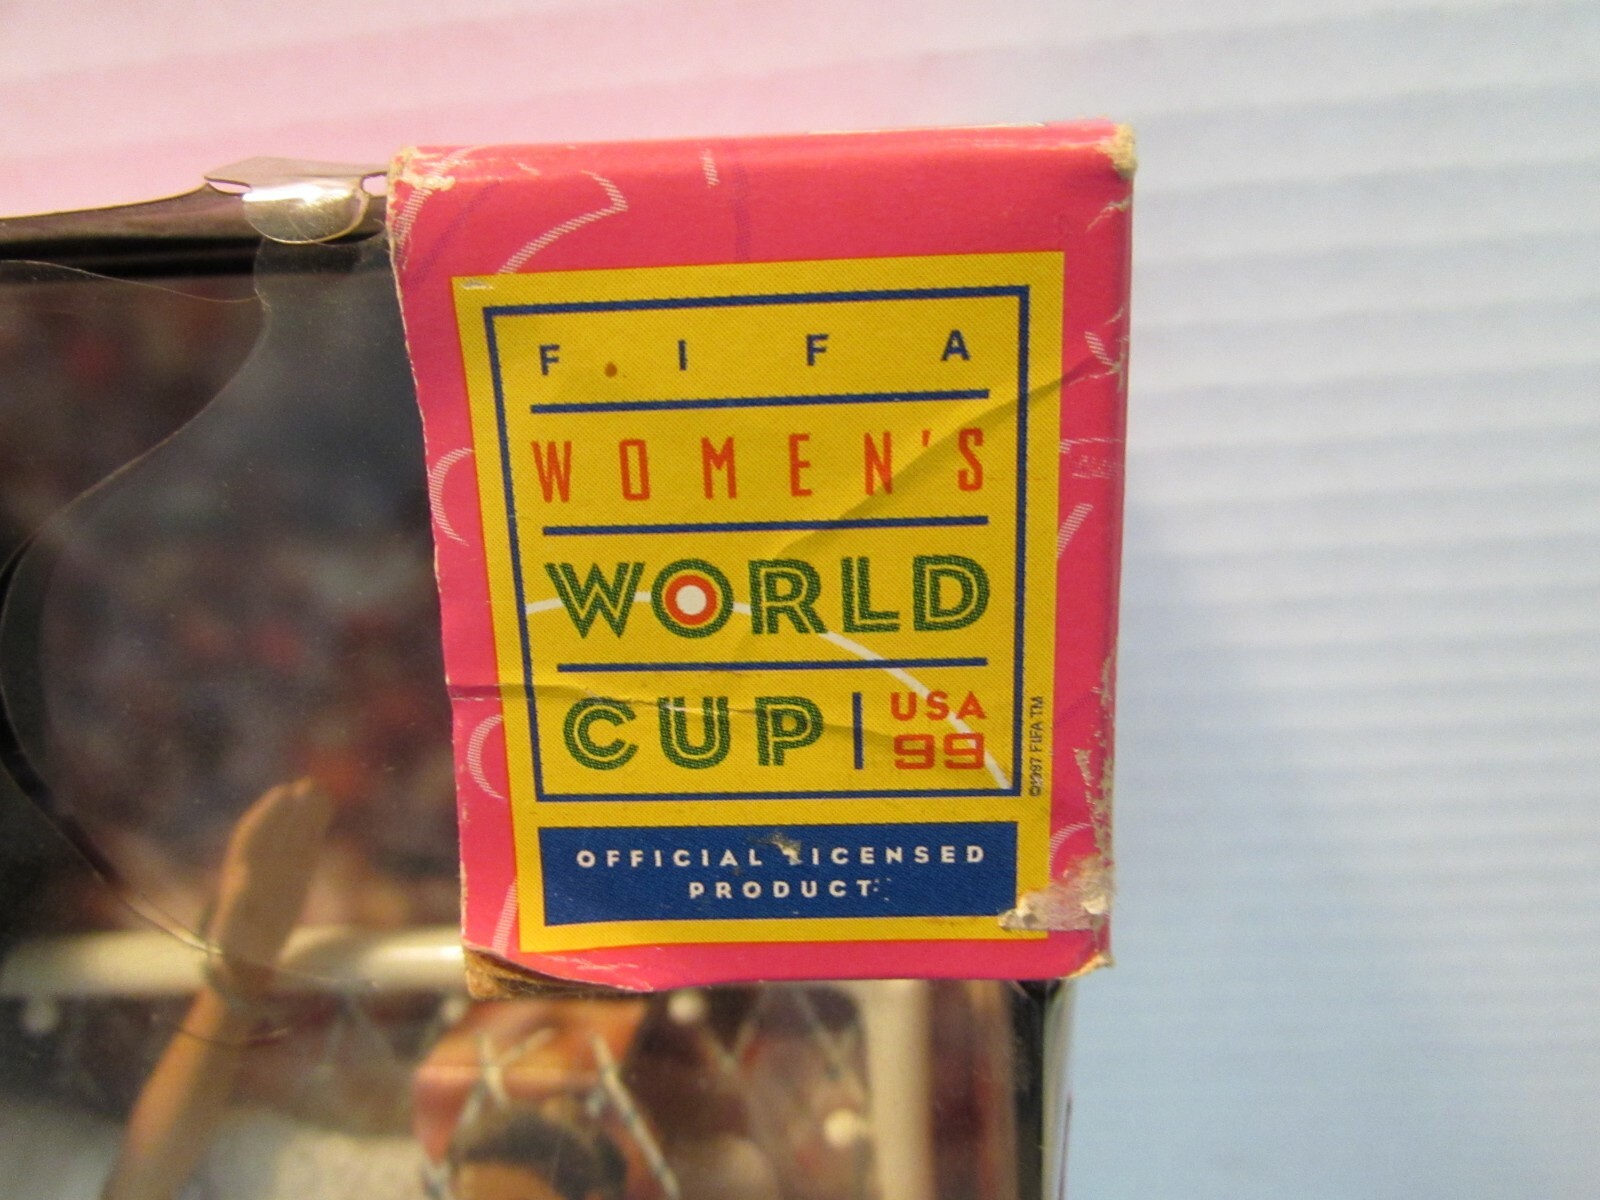 FIFA
WOMEN'S
WORLD
CUP | USA
99
©1997 FIFA TM
OFFICIAL LICENSED
PRODUCT